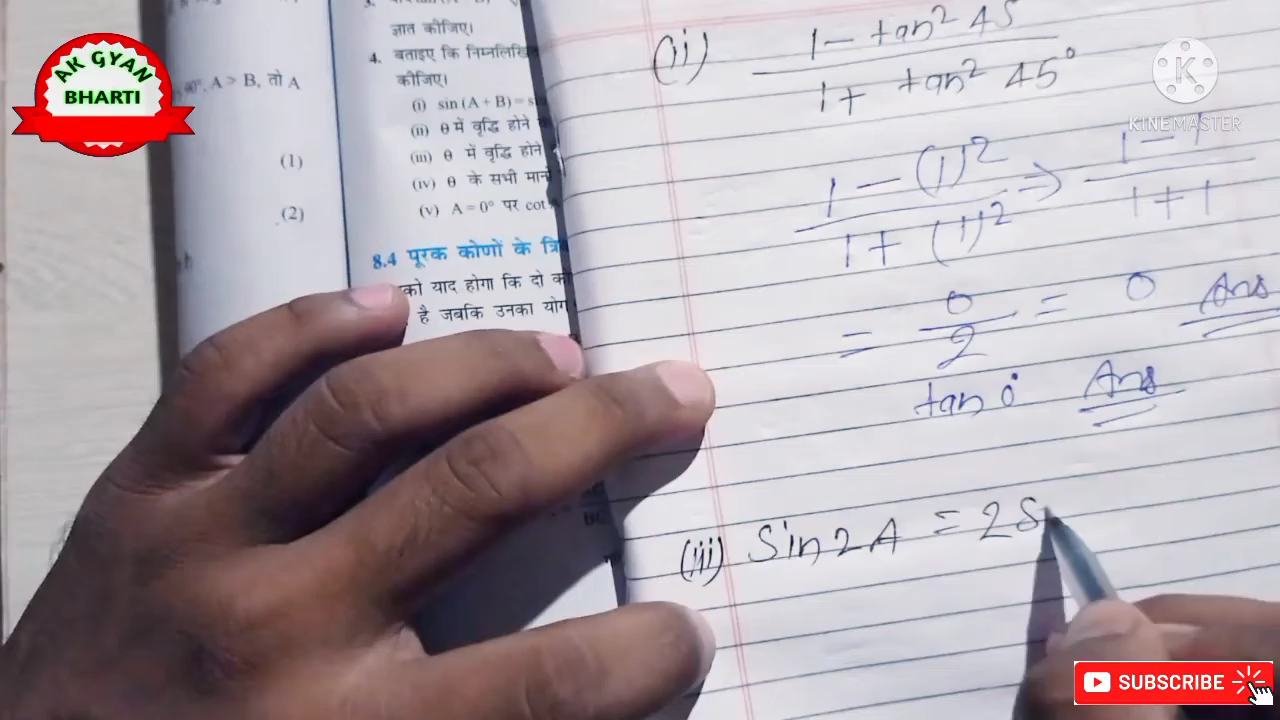 AK GYAN
BHARTI
A > B, तो A
(1)
(2)
ज्ञात कीजिए।
4. बताइए कि
कीजिए।
(i) sin (A + B) =
(ii) θ में वृद्धि होने
(iii) θ में वृद्धि होने
(iv) θ के सभी मानों
(v) A = 0° पर cot
8.4 पूरक कोणों के
को याद होगा कि दो
है जबकि उनका योग
(ii) 1 - tan² 45
1 + tan² 45°
1 - (1)² ⇒ 1 - 1
1 + (1)² 1 + 1
= 0/2 = 0 Ans
tan 0° Ans
(iii) Sin 2A = 2S
KINEMASTER
SUBSCRIBE